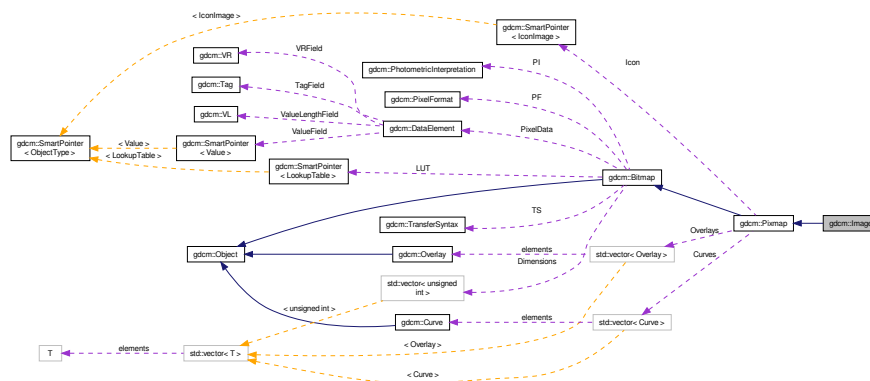 < IconImage >
gdcm::SmartPointer
< IconImage >
gdcm::VR
VRField
gdcm::PhotometricInterpretation
PI
Icon
gdcm::Tag
TagField
gdcm::PixelFormat
PF
gdcm::VL
ValueLengthField
gdcm::DataElement
PixelData
ValueField
gdcm::SmartPointer
< ObjectType >
< Value >
gdcm::SmartPointer
< Value >
< LookupTable >
gdcm::SmartPointer
< LookupTable >
LUT
gdcm::Bitmap
TS
gdcm::TransferSyntax
gdcm::Pixmap
gdcm::Image
Overlays
gdcm::Object
gdcm::Overlay
elements
Dimensions
std::vector< Overlay >
Curves
std::vector< unsigned
int >
< unsigned int >
gdcm::Curve
elements
std::vector< Curve >
T
elements
std::vector< T >
< Overlay >
< Curve >